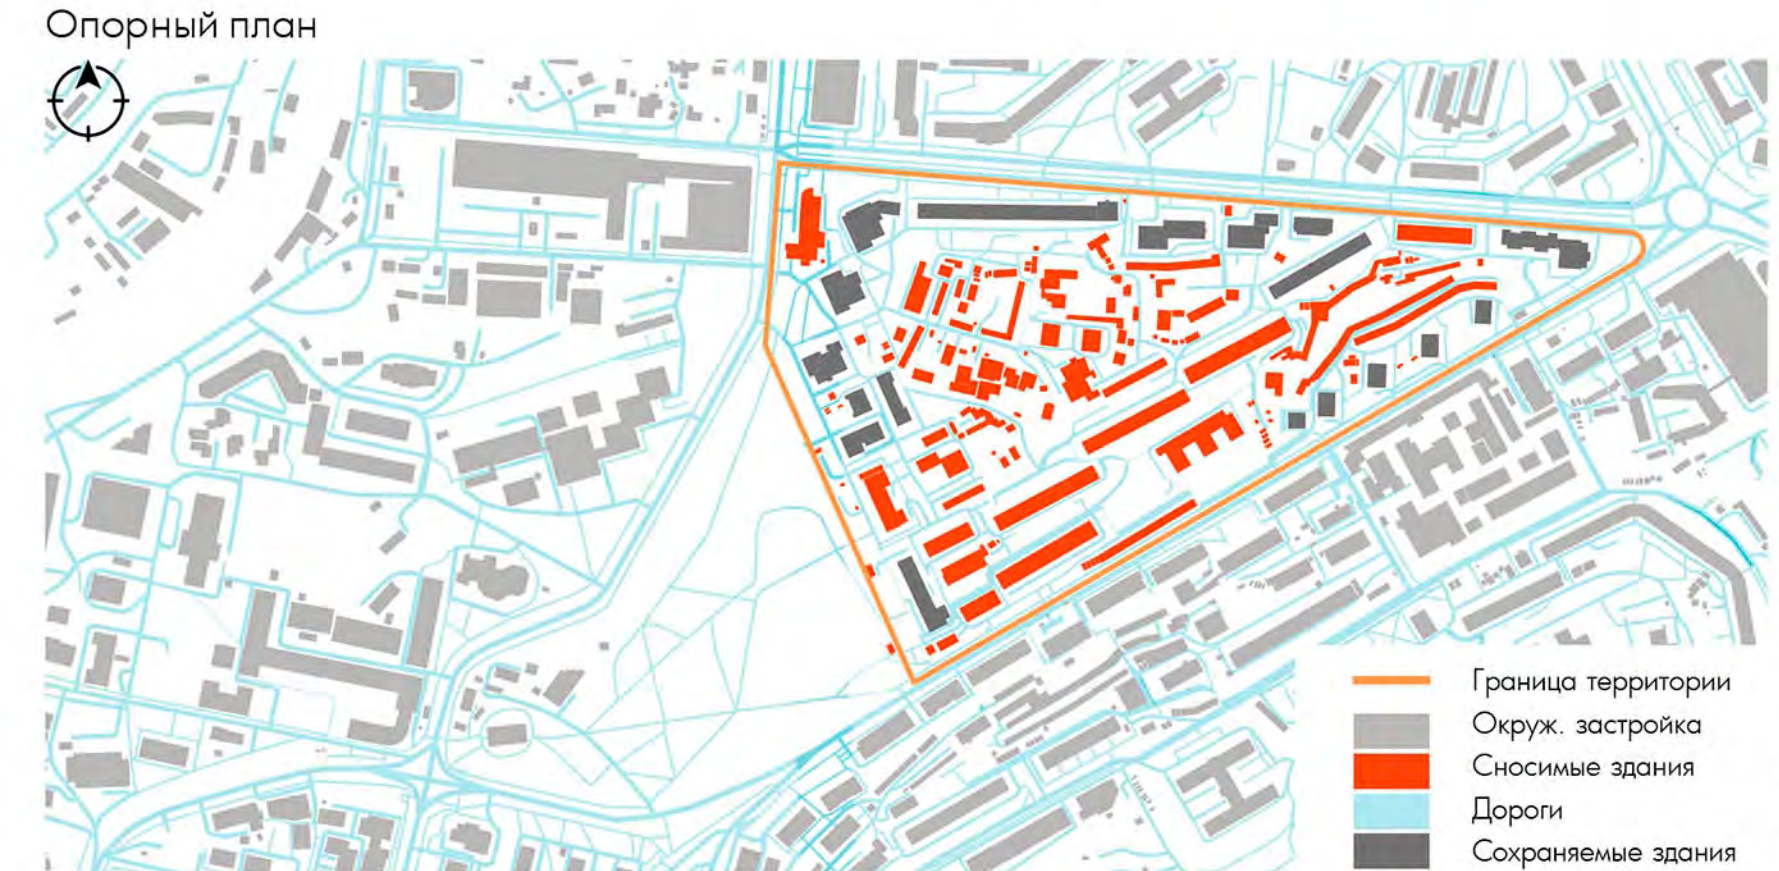 Опорный план
Граница территории
Окруж. застройка
Сносимые здания
Дороги
Сохраняемые здания